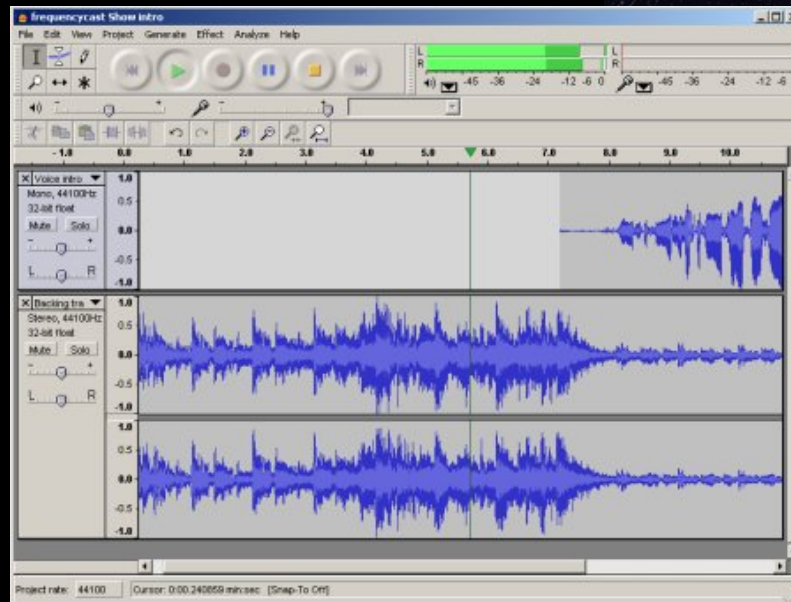 frequencycast Show intro
File Edit View Project Generate Effect Analyze Help
L
R
-45 -36 -24 -12 -6 0
L
R
-45 -36 -24 -12 -6
- +
- +
-1.0 0.0 1.0 2.0 3.0 4.0 5.0 6.0 7.0 8.0 9.0 10.0
X Voice intro
Mono, 44100Hz
32-bit float
Mute Solo
- +
L R
1.0
0.5
0.0
-0.5
-1.0
X Backing tra
Stereo, 44100Hz
32-bit float
Mute Solo
- +
L R
1.0
0.5
0.0
-0.5
-1.0
1.0
0.5
0.0
-0.5
-1.0
Project rate: 44100 Cursor: 0:00.240859 min:sec [Snap-To Off]